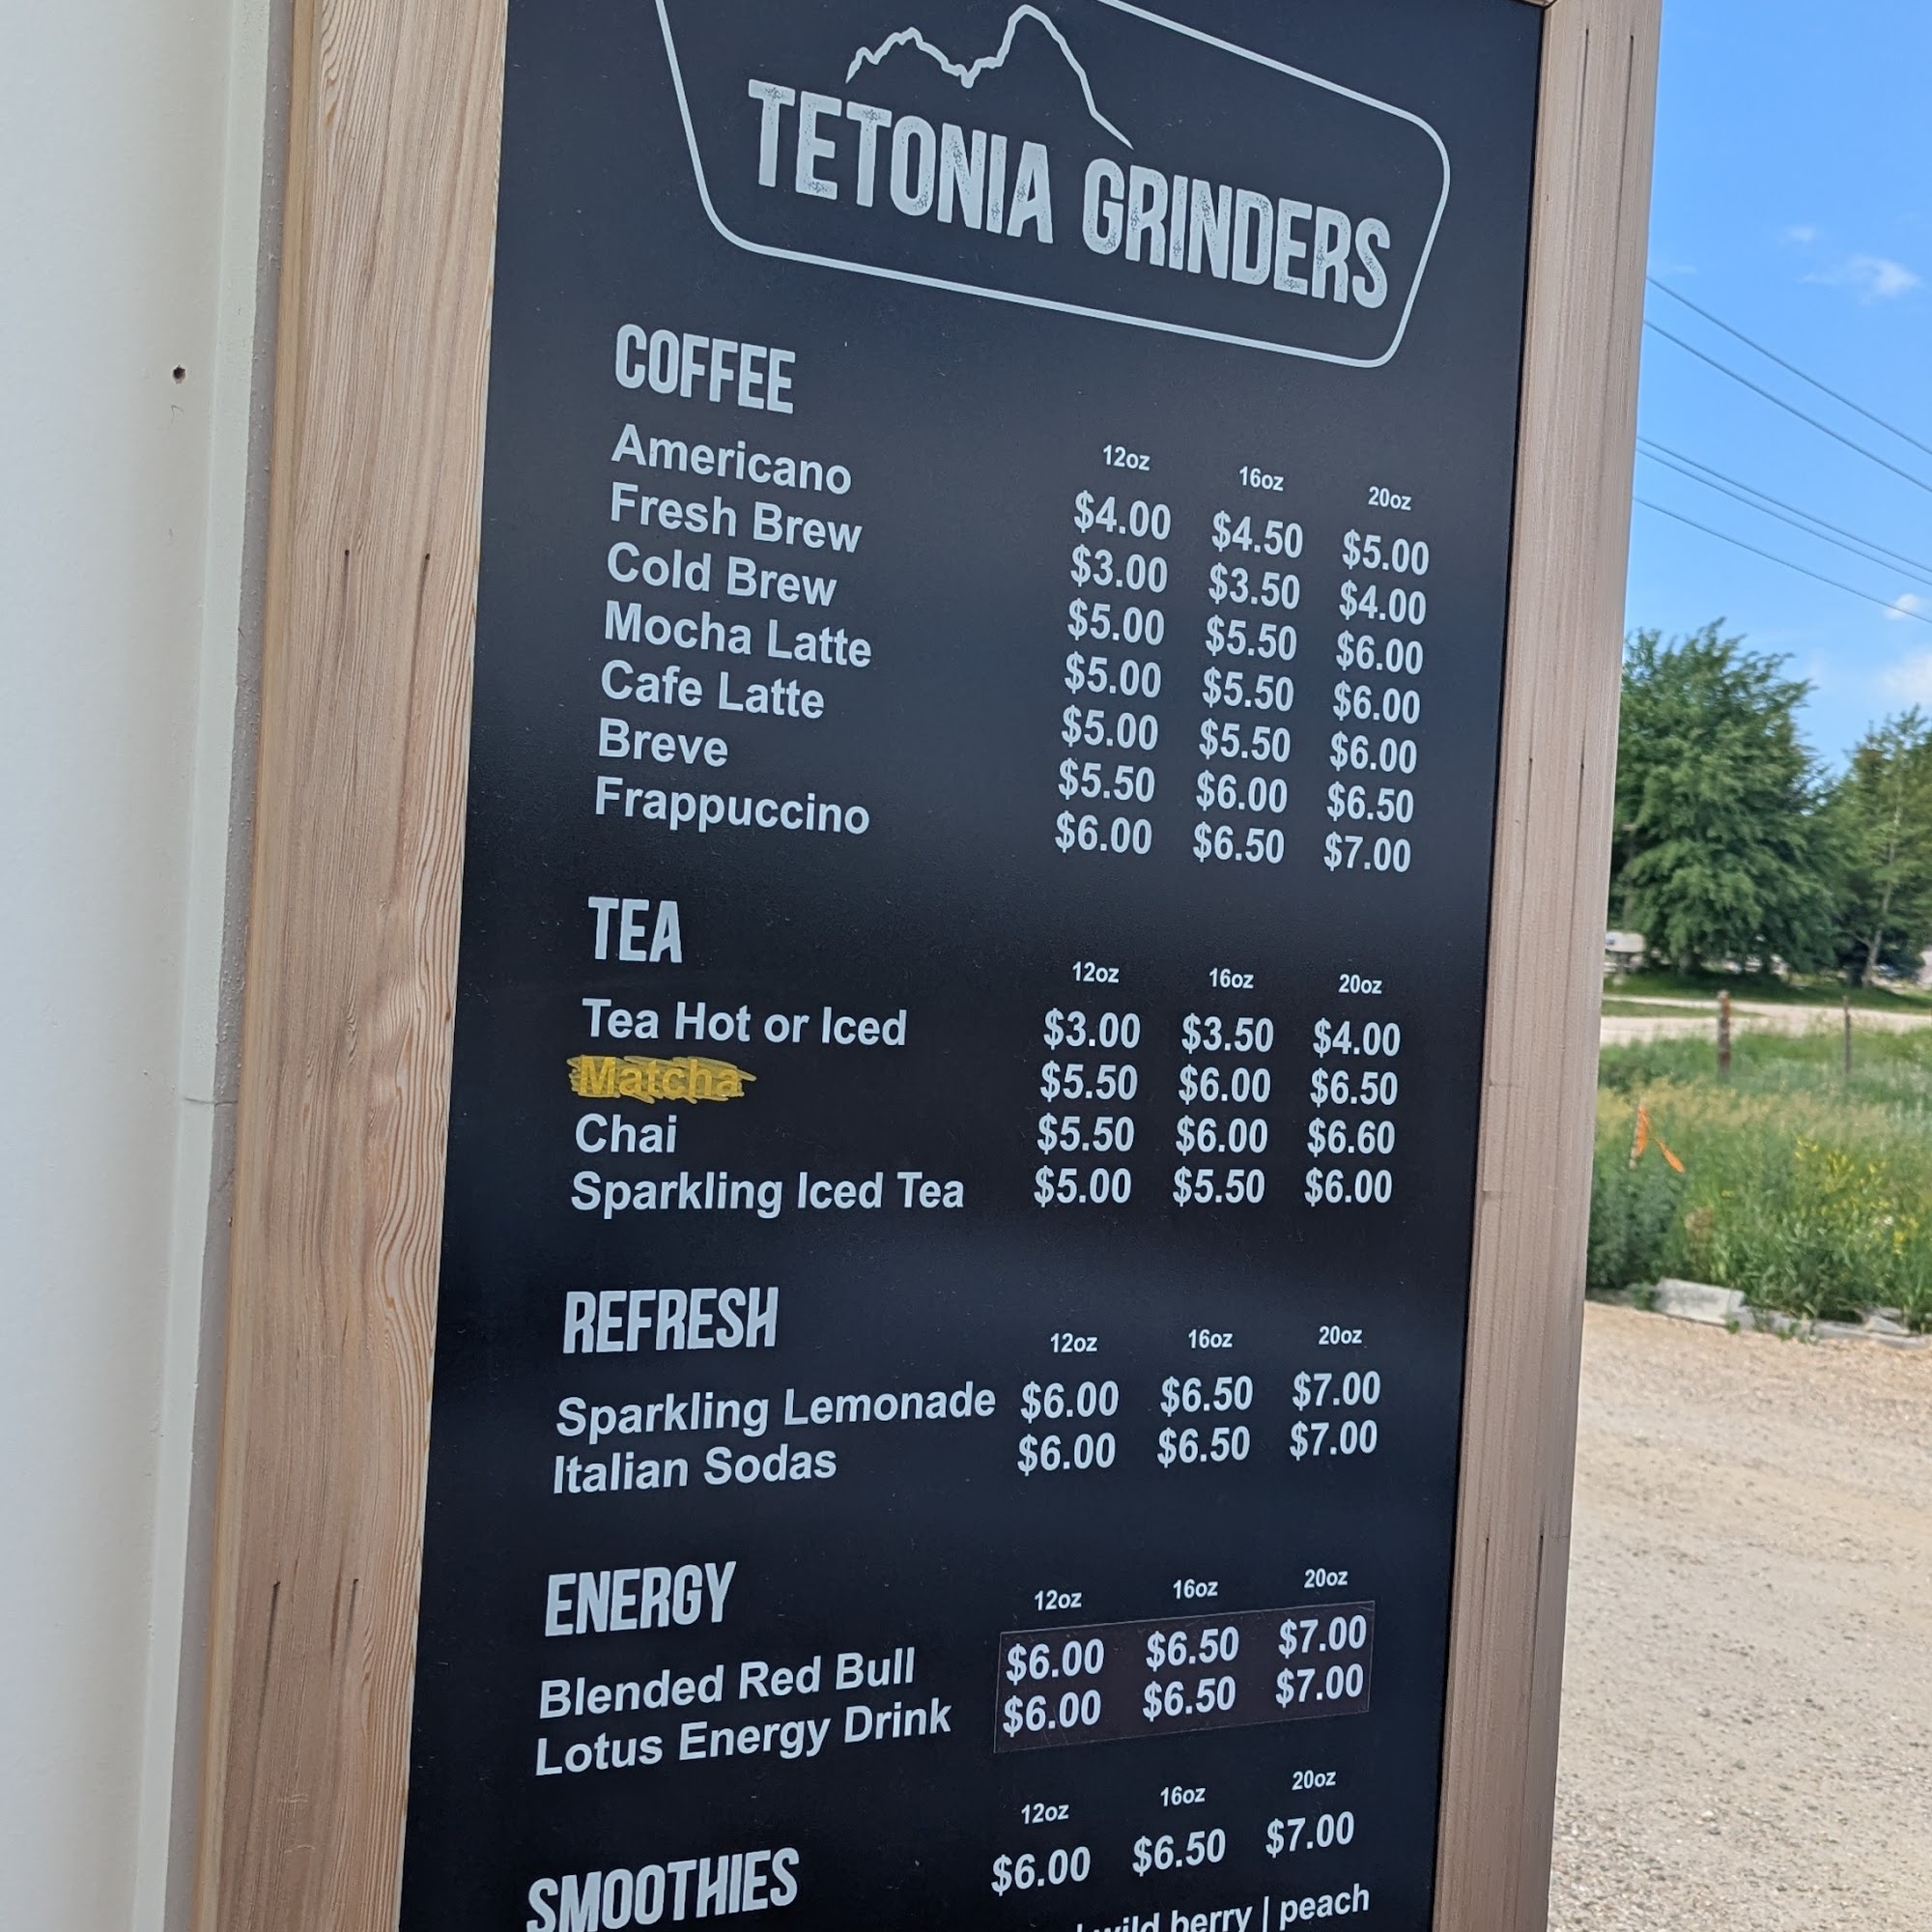 TETONIA GRINDERS
COFFEE
12oz 16oz 20oz
Americano $4.00 $4.50 $5.00
Fresh Brew $3.00 $3.50 $4.00
Cold Brew $5.00 $5.50 $6.00
Mocha Latte $5.00 $5.50 $6.00
Cafe Latte $5.00 $5.50 $6.00
Breve $5.50 $6.00 $6.50
Frappuccino $6.00 $6.50 $7.00
TEA
12oz 16oz 20oz
Tea Hot or Iced $3.00 $3.50 $4.00
Matcha $5.50 $6.00 $6.50
Chai $5.50 $6.00 $6.60
Sparkling Iced Tea $5.00 $5.50 $6.00
REFRESH
12oz 16oz 20oz
Sparkling Lemonade $6.00 $6.50 $7.00
Italian Sodas $6.00 $6.50 $7.00
ENERGY
12oz 16oz 20oz
Blended Red Bull $6.00 $6.50 $7.00
Lotus Energy Drink $6.00 $6.50 $7.00
12oz 16oz 20oz
SMOOTHIES $6.00 $6.50 $7.00
| wild berry | peach